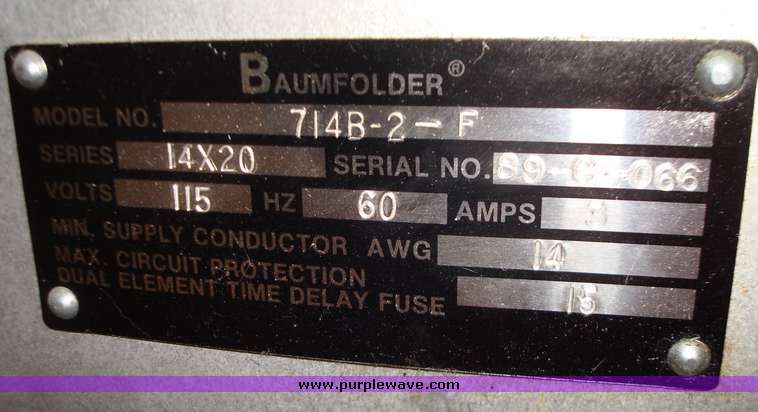 BAUMFOLDER®
MODEL NO. 714B-2-F
SERIES 14X20 SERIAL NO.
VOLTS 115 HZ 60 AMPS
MIN. SUPPLY CONDUCTOR AWG 14
MAX. CIRCUIT PROTECTION
DUAL ELEMENT TIME DELAY FUSE 15
www.purplewave.com